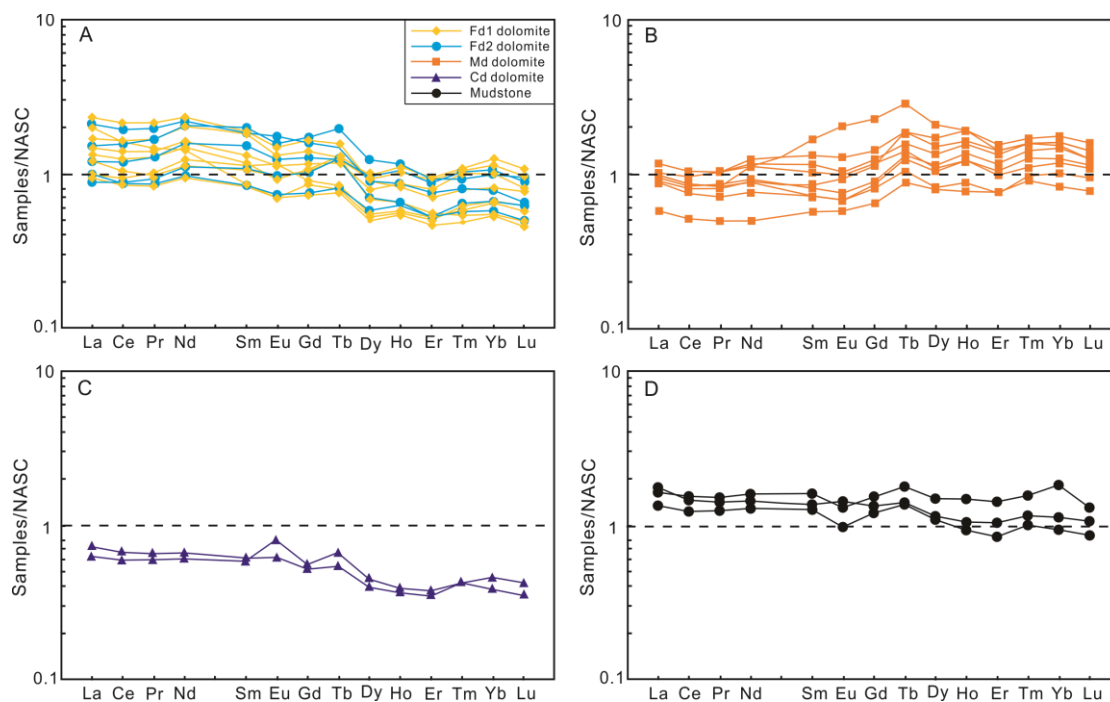 A
Samples/NASC
10
1
0.1
Fd1 dolomite
Fd2 dolomite
Md dolomite
Cd dolomite
Mudstone
La Ce Pr Nd Sm Eu Gd Tb Dy Ho Er Tm Yb Lu
B
Samples/NASC
10
1
0.1
La Ce Pr Nd Sm Eu Gd Tb Dy Ho Er Tm Yb Lu
C
Samples/NASC
10
1
0.1
La Ce Pr Nd Sm Eu Gd Tb Dy Ho Er Tm Yb Lu
D
Samples/NASC
10
1
0.1
La Ce Pr Nd Sm Eu Gd Tb Dy Ho Er Tm Yb Lu